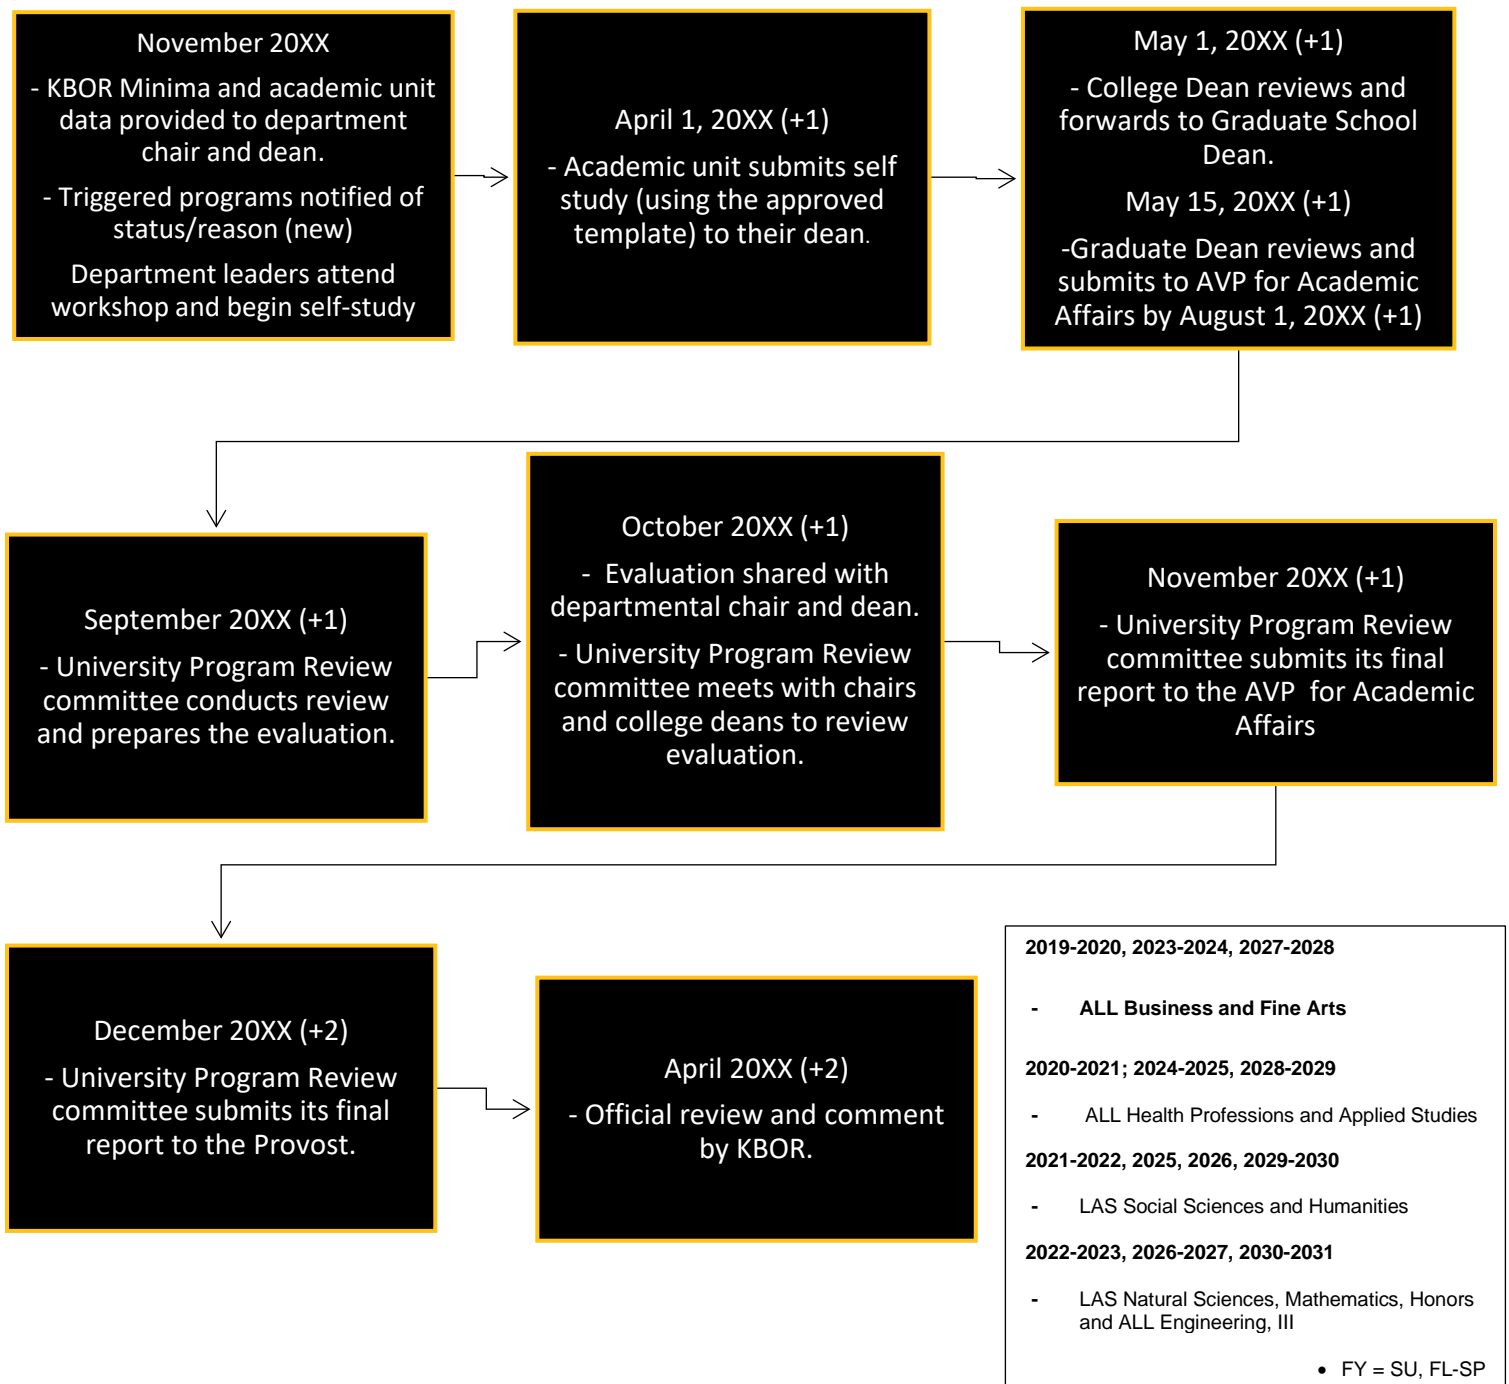 November 20XX
- KBOR Minima and academic unit
data provided to department
chair and dean.
- Triggered programs notified of
status/reason (new)
Department leaders attend
workshop and begin self-study
April 1, 20XX (+1)
- Academic unit submits self
study (using the approved
template) to their dean.
May 1, 20XX (+1)
- College Dean reviews and
forwards to Graduate School
Dean.
May 15, 20XX (+1)
-Graduate Dean reviews and
submits to AVP for Academic
Affairs by August 1, 20XX (+1)
September 20XX (+1)
- University Program Review
committee conducts review
and prepares the evaluation.
October 20XX (+1)
- Evaluation shared with
departmental chair and dean.
- University Program Review
committee meets with chairs
and college deans to review
evaluation.
November 20XX (+1)
- University Program Review
committee submits its final
report to the AVP for Academic
Affairs
December 20XX (+2)
- University Program Review
committee submits its final
report to the Provost.
April 20XX (+2)
- Official review and comment
by KBOR.
2019-2020, 2023-2024, 2027-2028
- ALL Business and Fine Arts
2020-2021; 2024-2025, 2028-2029
- ALL Health Professions and Applied Studies
2021-2022, 2025, 2026, 2029-2030
- LAS Social Sciences and Humanities
2022-2023, 2026-2027, 2030-2031
- LAS Natural Sciences, Mathematics, Honors
and ALL Engineering, III
• FY = SU, FL-SP